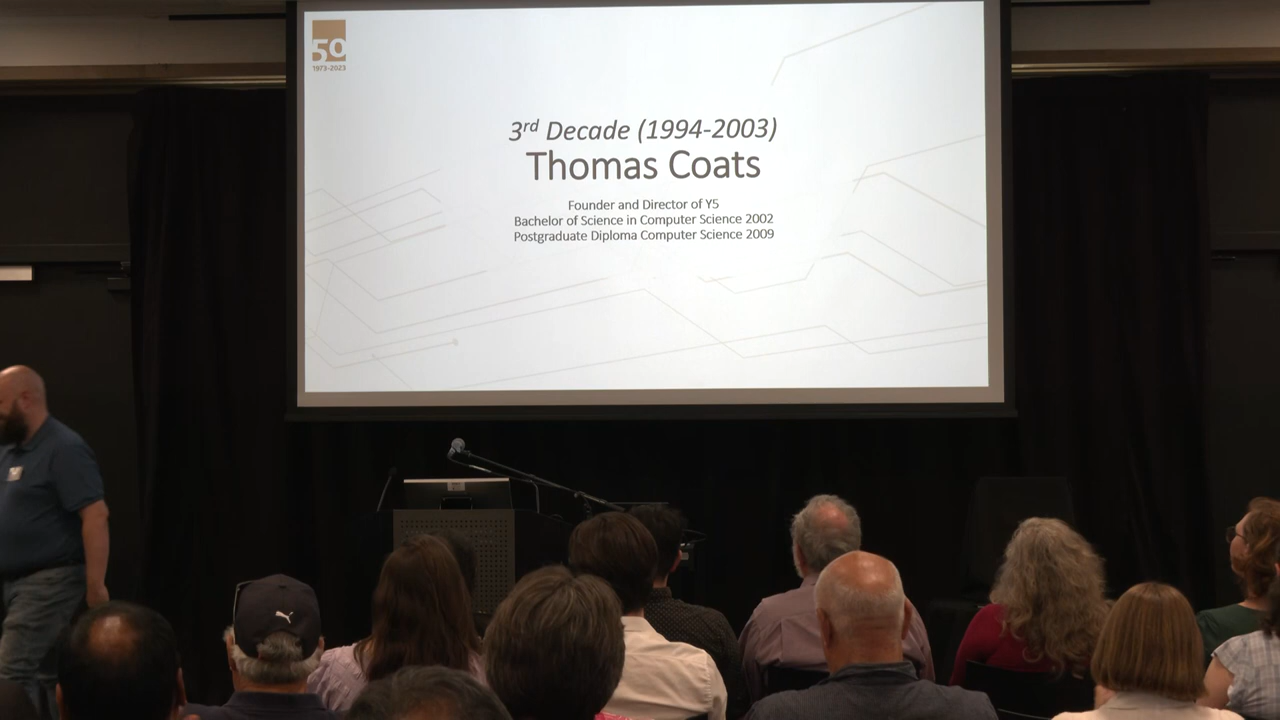 50
1973-2023
3rd Decade (1994-2003)
Thomas Coats
Founder and Director of Y5
Bachelor of Science in Computer Science 2002
Postgraduate Diploma Computer Science 2009